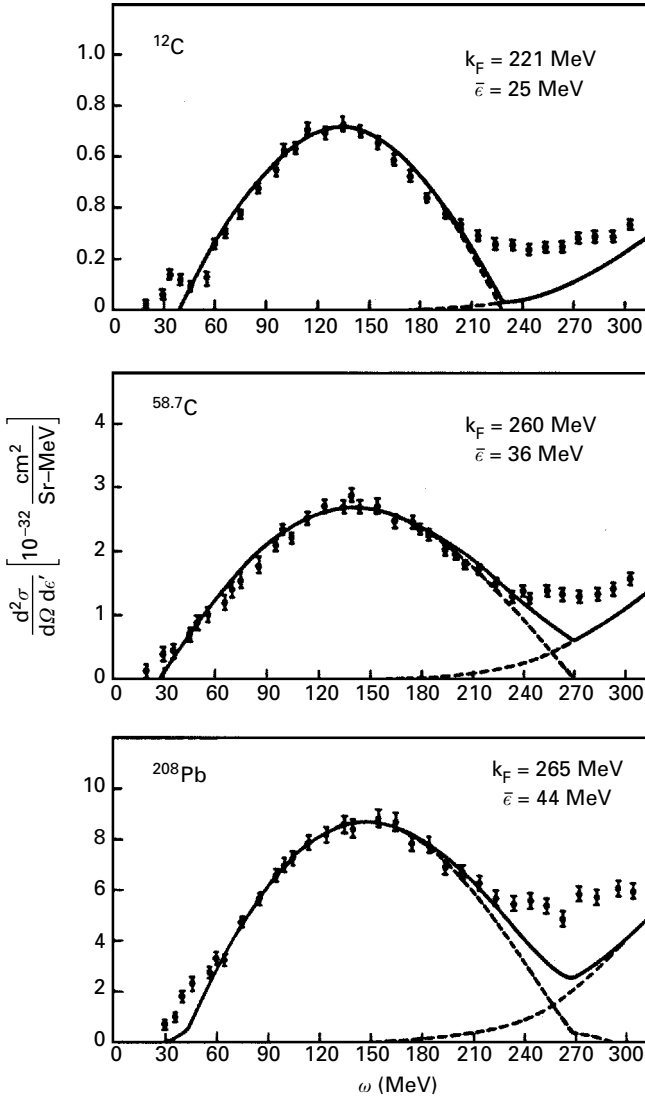 1.0
¹²C
k_F = 221 MeV
ε̄ = 25 MeV
0.8
0.6
0.8
0.2
0
0 30 60 90 120 150 180 210 240 270 300
4
⁵⁸·⁷C
k_F = 260 MeV
ε̄ = 36 MeV
3
2
1
0
0 30 60 90 120 150 180 210 240 270 300
d²σ/dΩ dϵ′ [10⁻³² cm²/Sr–MeV]
10
²⁰⁸Pb
k_F = 265 MeV
ε̄ = 44 MeV
8
6
4
2
0
0 30 60 90 120 150 180 210 240 270 300
ω (MeV)